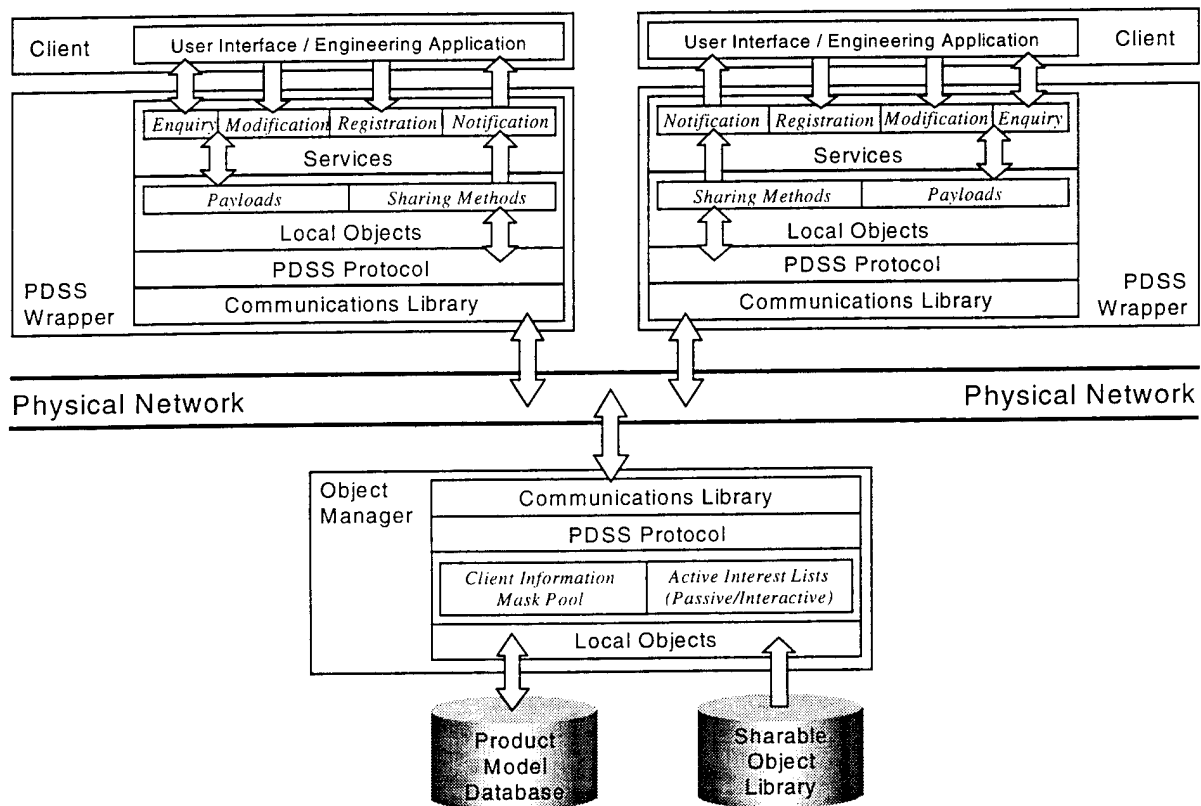 Client
User Interface / Engineering Application
Enquiry Modification Registration Notification
Services
Payloads Sharing Methods
Local Objects
PDSS Protocol
Communications Library
PDSS
Wrapper
User Interface / Engineering Application
Client
Notification Registration Modification Enquiry
Services
Sharing Methods Payloads
Local Objects
PDSS Protocol
Communications Library
PDSS
Wrapper
Physical Network
Physical Network
Object
Manager
Communications Library
PDSS Protocol
Client Information
Mask Pool
Active Interest Lists
(Passive/Interactive)
Local Objects
Product
Model
Database
Sharable
Object
Library